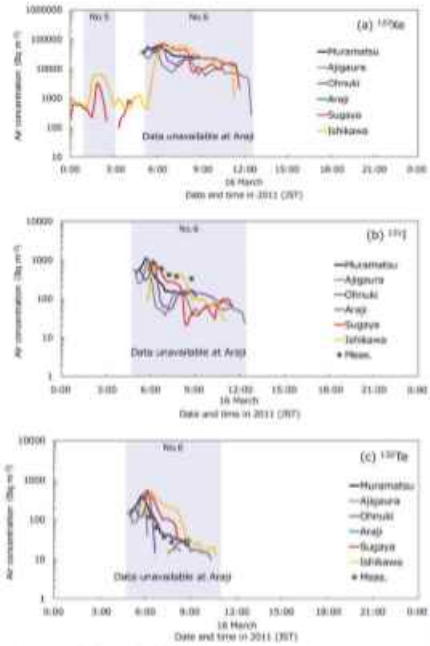 No.5
No.6
(a) ¹³³Xe
1000000
100000
10000
1000
100
10
Air concentration (Bq m⁻³)
Muramatsu
Ajigaura
Ohnuki
Araji
Sugaya
Ishikawa
Data unavailable at Araji
0:00 3:00 6:00 9:00 12:00 15:00 18:00 21:00 0:00
16 March
Date and time in 2011 (JST)
No.6
(b) ¹³¹I
10000
1000
100
10
1
Air concentration (Bq m⁻³)
Muramatsu
Ajigaura
Ohnuki
Araji
Sugaya
Ishikawa
Meas.
Data unavailable at Araji
0:00 3:00 6:00 9:00 12:00 15:00 18:00 21:00 0:00
16 March
Date and time in 2011 (JST)
No.6
(c) ¹³²Te
10000
1000
100
10
1
Air concentration (Bq m⁻³)
Muramatsu
Ajigaura
Ohnuki
Araji
Sugaya
Ishikawa
Meas.
Data unavailable at Araji
0:00 3:00 6:00 9:00 12:00 15:00 18:00 21:00 0:00
16 March
Date and time in 2011 (JST)